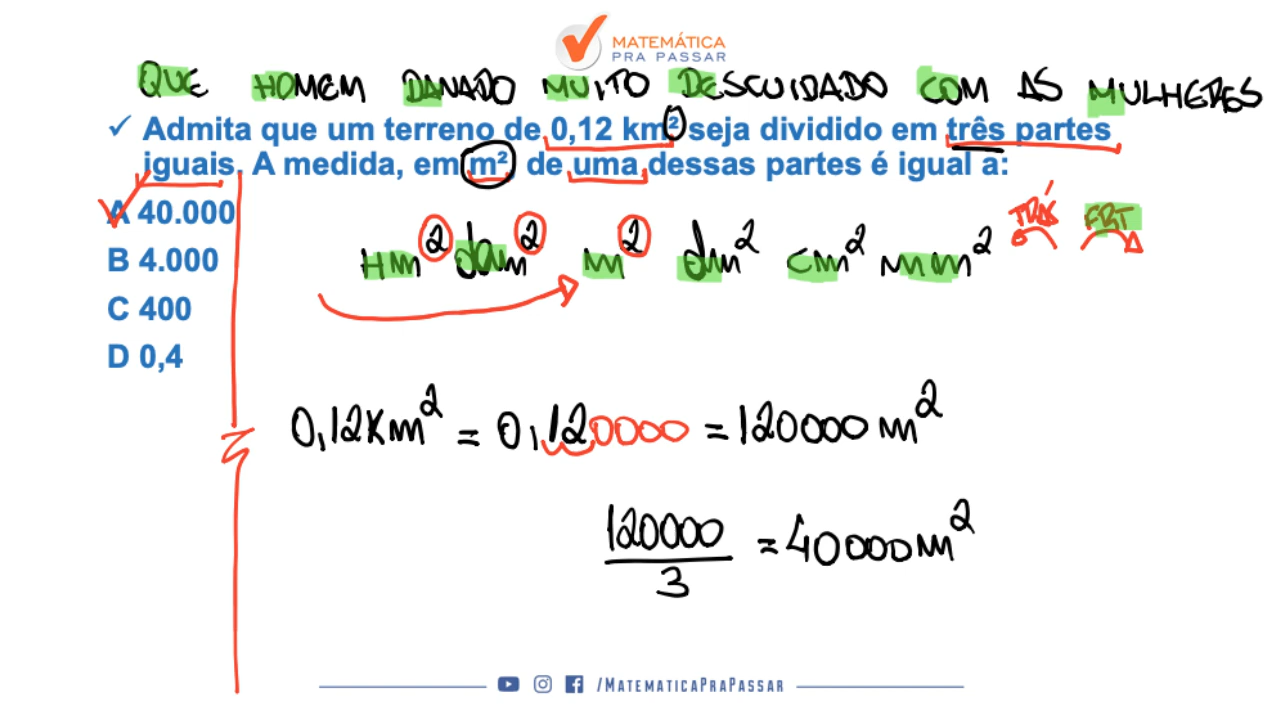 MATEMÁTICA
PRA PASSAR
QUE HOMEM DANADO MUITO DESCUIDADO COM AS MULHERES
✓ Admita que um terreno de 0,12 km² seja dividido em três partes
iguais. A medida, em m² de uma dessas partes é igual a:
A 40.000
B 4.000
C 400
D 0,4
TRÁS FRT
Hm² dam² m² dm² cm² mm²
0,12Km² = 0,120000 = 120000 m²
120000
3
= 40000 m²
/MatematicaPraPassar